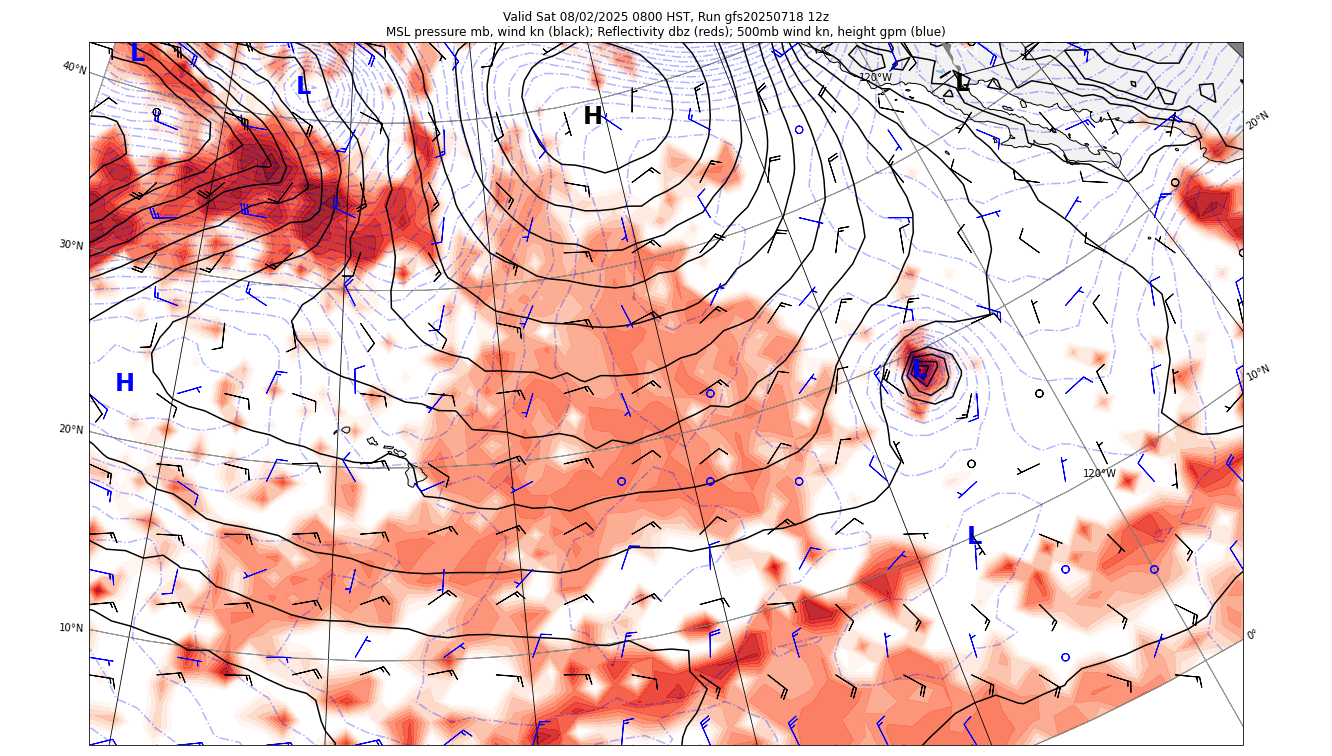 Valid Sat 08/02/2025 0800 HST, Run gfs20250718 12z
MSL pressure mb, wind kn (black); Reflectivity dbz (reds); 500mb wind kn, height gpm (blue)
L
40°N
L
120°W
L
H
20°N
30°N
H
L
10°N
20°N
120°W
L
10°N
0°